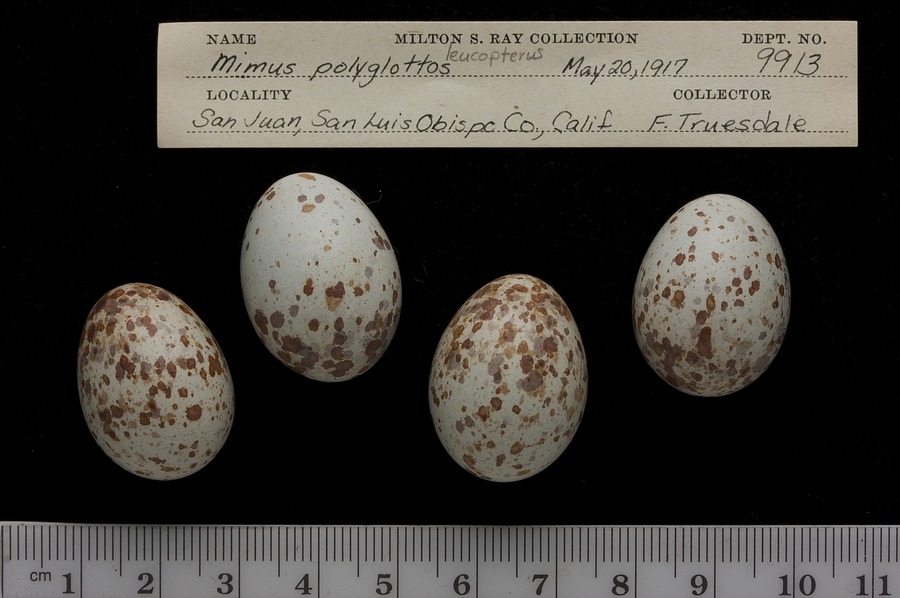 NAME MILTON S. RAY COLLECTION DEPT. NO.
Mimus polyglottos leucopterus May 20, 1917 9913
LOCALITY COLLECTOR
San Juan, San Luis Obispo Co., Calif F. Truesdale
cm 1 2 3 4 5 6 7 8 9 10 11